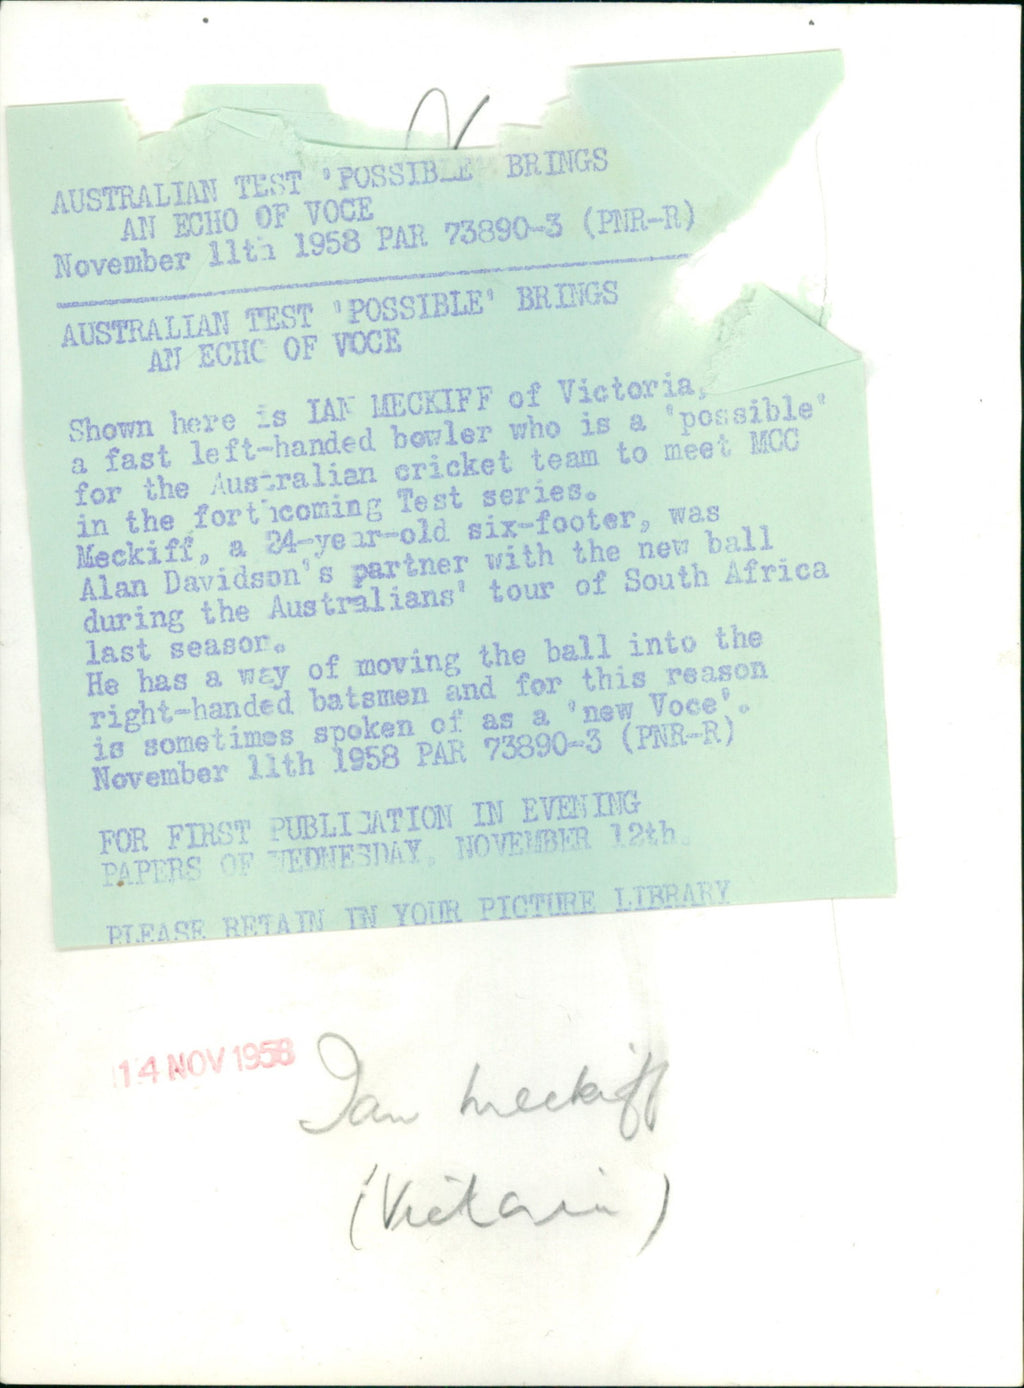 AUSTRALIAN TEST 'POSSIBLE' BRINGS
AN ECHO OF VOCE
November 11th 1958 PAR 73890-3 (PNR-R)
AUSTRALIAN TEST 'POSSIBLE' BRINGS
AN ECHO OF VOCE
Shown here is IAN MECKIFF of Victoria,
a fast left-handed bowler who is a 'possible'
for the Australian cricket team to meet MCC
in the forthcoming Test series.
Meckiff, a 24-year-old six-footer, was
Alan Davidson's partner with the new ball
during the Australians' tour of South Africa
last season.
He has a way of moving the ball into the
right-handed batsmen and for this reason
is sometimes spoken of as a 'new Voce'.
November 11th 1958 PAR 73890-3 (PNR-R)
FOR FIRST PUBLICATION IN EVENING
PAPERS OF WEDNESDAY, NOVEMBER 12th.
PLEASE RETAIN IN YOUR PICTURE LIBRARY
14 NOV 1958
Ian Meckiff
(Victoria)